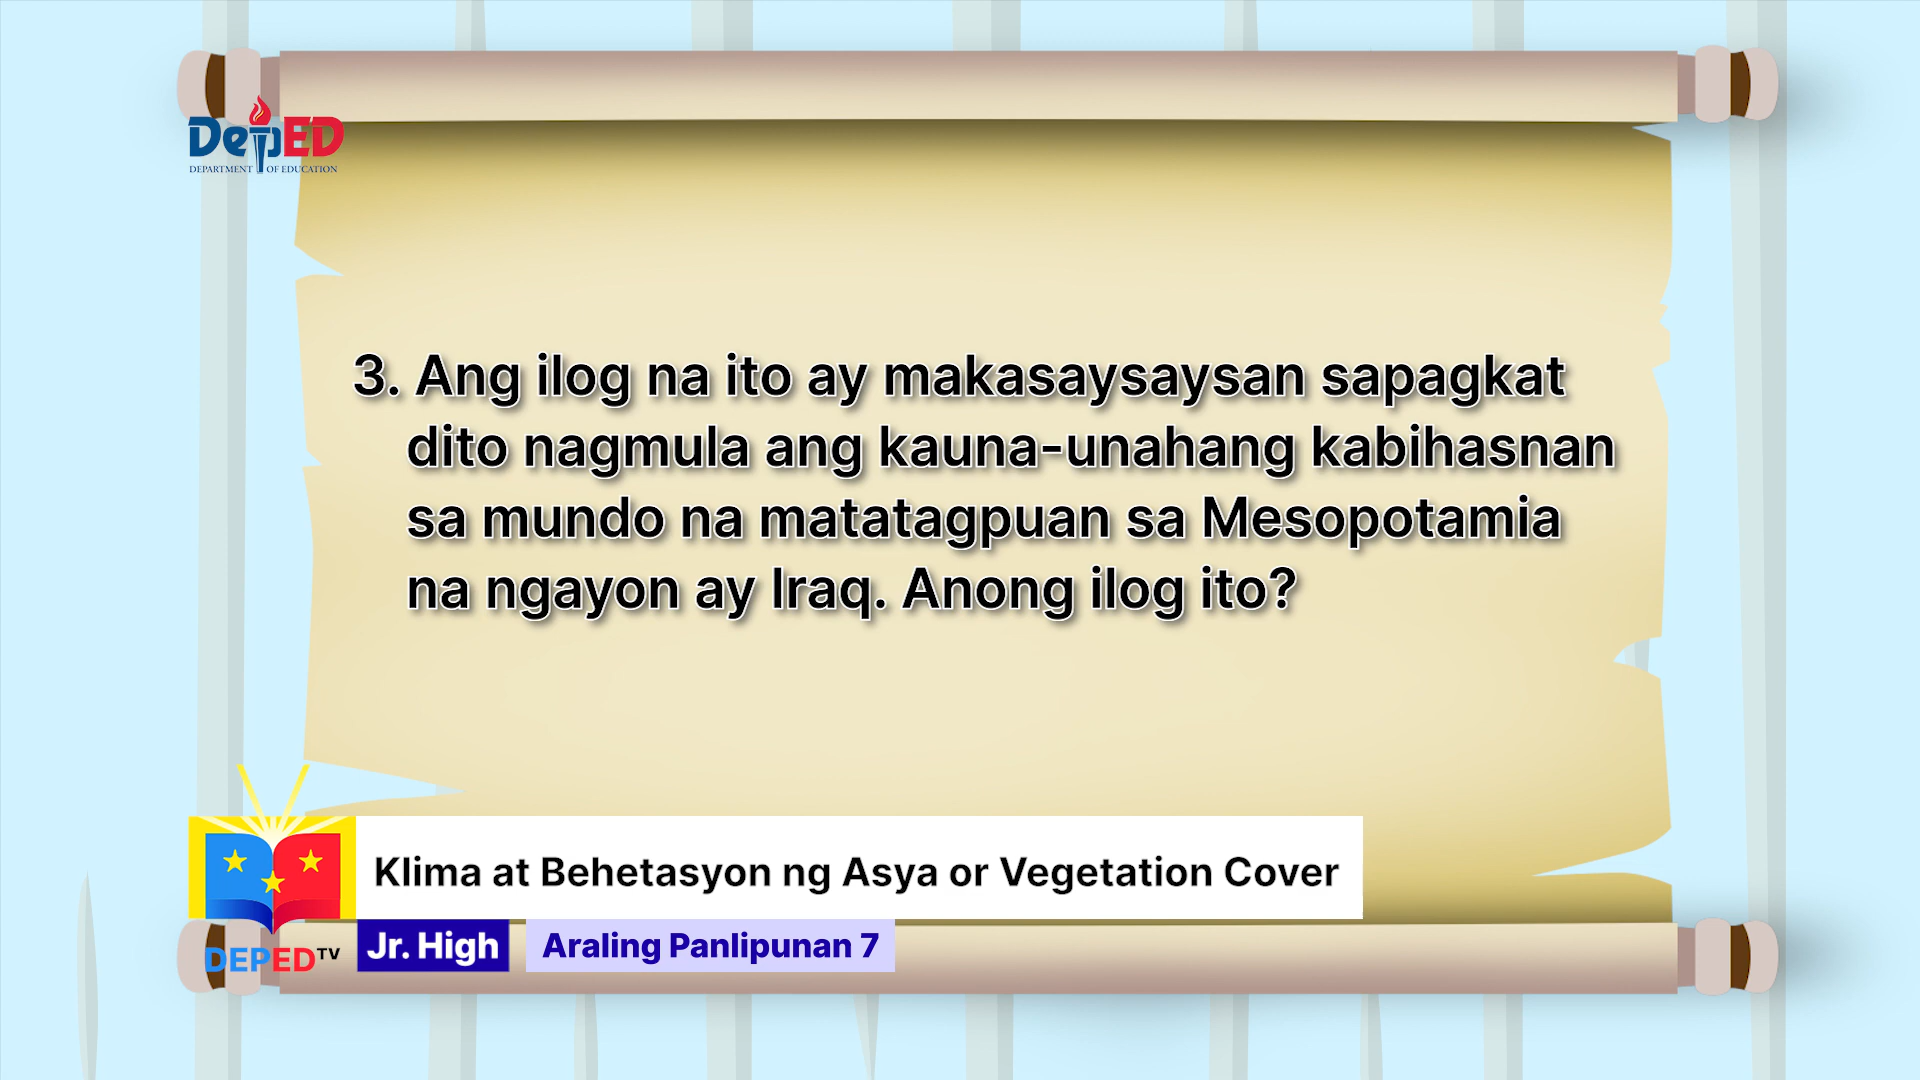 DepED
DEPARTMENT OF EDUCATION
3. Ang ilog na ito ay makasaysaysan sapagkat
dito nagmula ang kauna-unahang kabihasnan
sa mundo na matatagpuan sa Mesopotamia
na ngayon ay Iraq. Anong ilog ito?
Klima at Behetasyon ng Asya or Vegetation Cover
DEPED TV
Jr. High
Araling Panlipunan 7